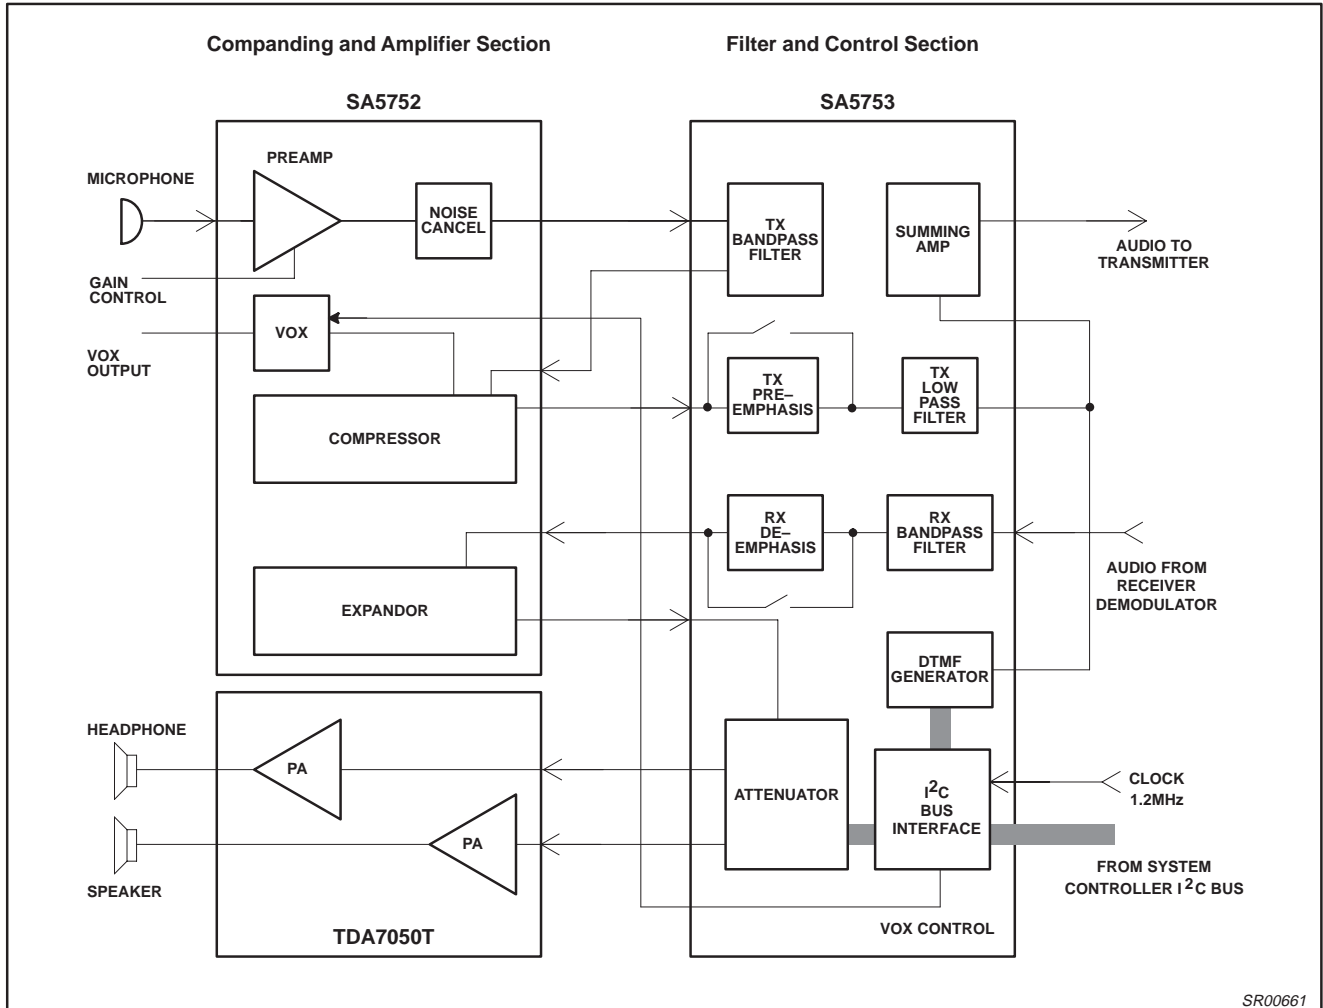 Companding and Amplifier Section
Filter and Control Section
SA5752
SA5753
PREAMP
MICROPHONE
NOISE
CANCEL
TX
BANDPASS
FILTER
SUMMING
AMP
AUDIO TO
TRANSMITTER
GAIN
CONTROL
VOX
VOX
OUTPUT
TX
PRE–
EMPHASIS
TX
LOW
PASS
FILTER
COMPRESSOR
RX
DE–
EMPHASIS
RX
BANDPASS
FILTER
AUDIO FROM
RECEIVER
DEMODULATOR
EXPANDOR
DTMF
GENERATOR
HEADPHONE
PA
ATTENUATOR
I2C
BUS
INTERFACE
CLOCK
1.2MHz
PA
SPEAKER
FROM SYSTEM
CONTROLLER I2C BUS
VOX CONTROL
TDA7050T
SR00661